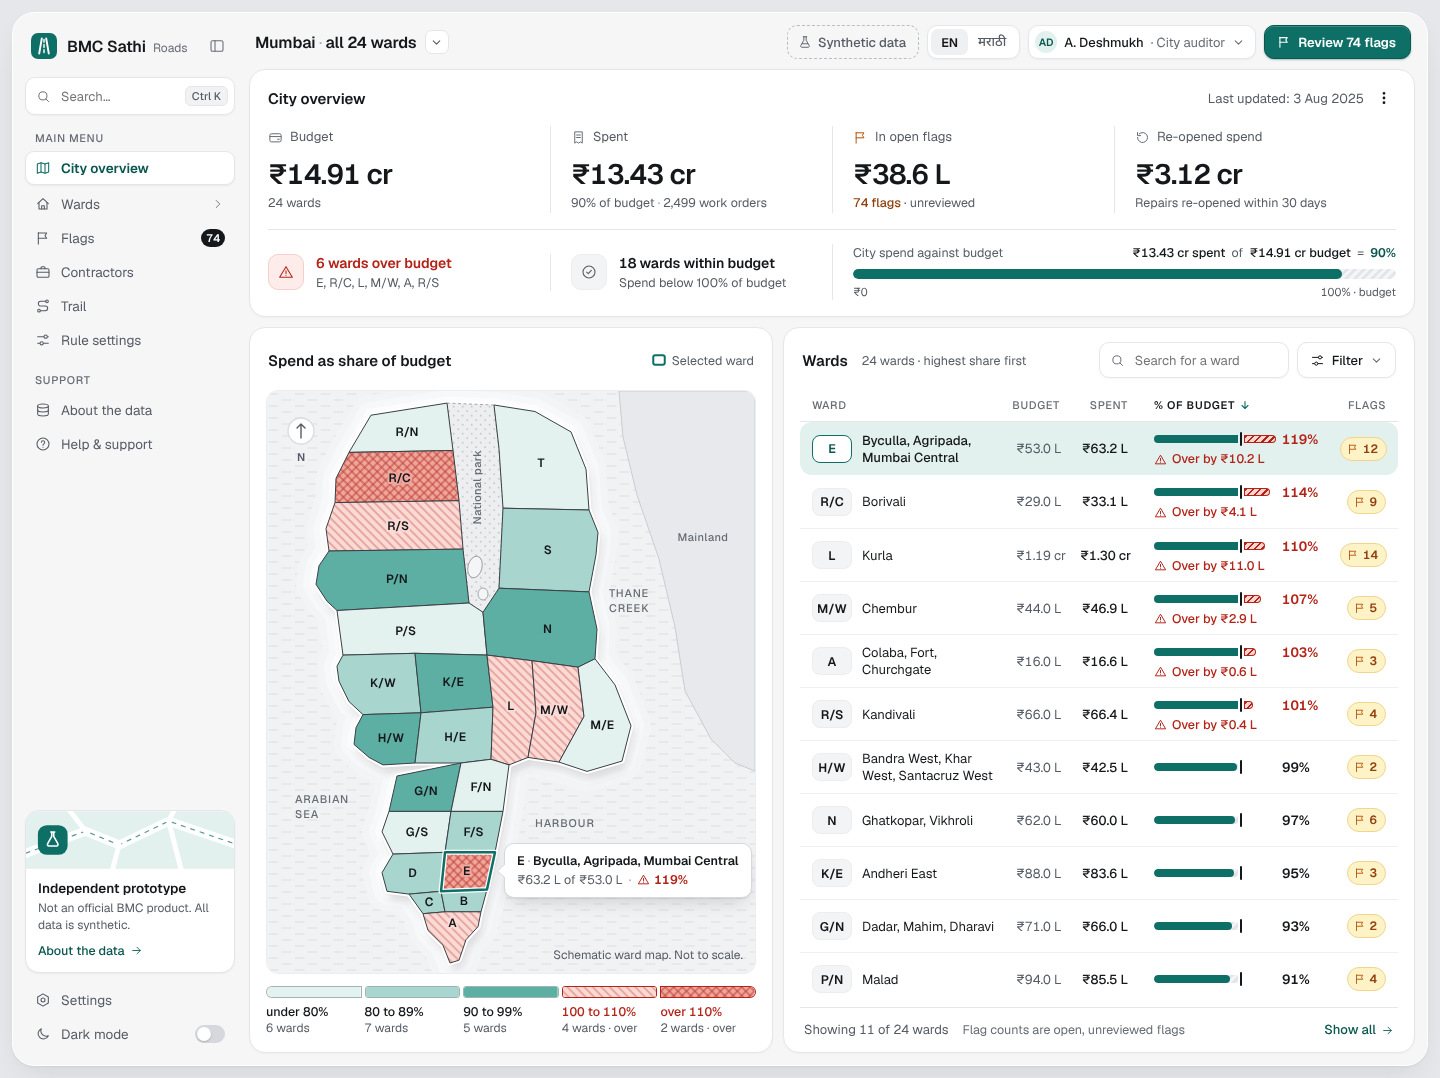 BMC Sathi Roads
Search...
Ctrl K
MAIN MENU
City overview
Wards
Flags
74
Contractors
Trail
Rule settings
SUPPORT
About the data
Help & support
Independent prototype
Not an official BMC product. All
data is synthetic.
About the data →
Settings
Dark mode
Mumbai · all 24 wards
Synthetic data
EN
मराठी
AD
A. Deshmukh · City auditor
Review 74 flags
City overview
Last updated: 3 Aug 2025
Budget
₹14.91 cr
24 wards
Spent
₹13.43 cr
90% of budget · 2,499 work orders
In open flags
₹38.6 L
74 flags · unreviewed
Re-opened spend
₹3.12 cr
Repairs re-opened within 30 days
6 wards over budget
E, R/C, L, M/W, A, R/S
18 wards within budget
Spend below 100% of budget
City spend against budget
₹13.43 cr spent of ₹14.91 cr budget = 90%
₹0
100% · budget
Spend as share of budget
Selected ward
N
R/N
R/C
R/S
P/N
P/S
National park
T
S
N
K/W
K/E
L
M/W
M/E
H/W
H/E
G/N
F/N
G/S
F/S
D
E
C
B
A
Mainland
THANE
CREEK
ARABIAN
SEA
HARBOUR
E · Byculla, Agripada, Mumbai Central
₹63.2 L of ₹53.0 L · 119%
Schematic ward map. Not to scale.
under 80%
6 wards
80 to 89%
7 wards
90 to 99%
5 wards
100 to 110%
4 wards · over
over 110%
2 wards · over
Wards
24 wards · highest share first
Search for a ward
Filter
WARD BUDGET SPENT % OF BUDGET ↓ FLAGS
E Byculla, Agripada, ₹53.0 L ₹63.2 L 119% 12
Mumbai Central Over by ₹10.2 L
R/C Borivali ₹29.0 L ₹33.1 L 114% 9
Over by ₹4.1 L
L Kurla ₹1.19 cr ₹1.30 cr 110% 14
Over by ₹11.0 L
M/W Chembur ₹44.0 L ₹46.9 L 107% 5
Over by ₹2.9 L
A Colaba, Fort, ₹16.0 L ₹16.6 L 103% 3
Churchgate Over by ₹0.6 L
R/S Kandivali ₹66.0 L ₹66.4 L 101% 4
Over by ₹0.4 L
H/W Bandra West, Khar ₹43.0 L ₹42.5 L 99% 2
West, Santacruz West
N Ghatkopar, Vikhroli ₹62.0 L ₹60.0 L 97% 6
K/E Andheri East ₹88.0 L ₹83.6 L 95% 3
G/N Dadar, Mahim, Dharavi ₹71.0 L ₹66.0 L 93% 2
P/N Malad ₹94.0 L ₹85.5 L 91% 4
Showing 11 of 24 wards
Flag counts are open, unreviewed flags
Show all →